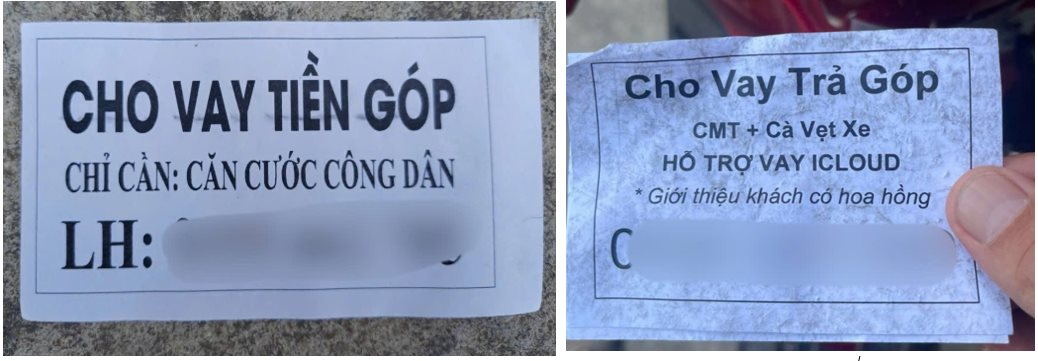 CHO VAY TIỀN GÓP
CHỈ CẦN: CĂN CƯỚC CÔNG DÂN
LH:
Cho Vay Trả Góp
CMT + Cà Vẹt Xe
HỖ TRỢ VAY ICLOUD
* Giới thiệu khách có hoa hồng